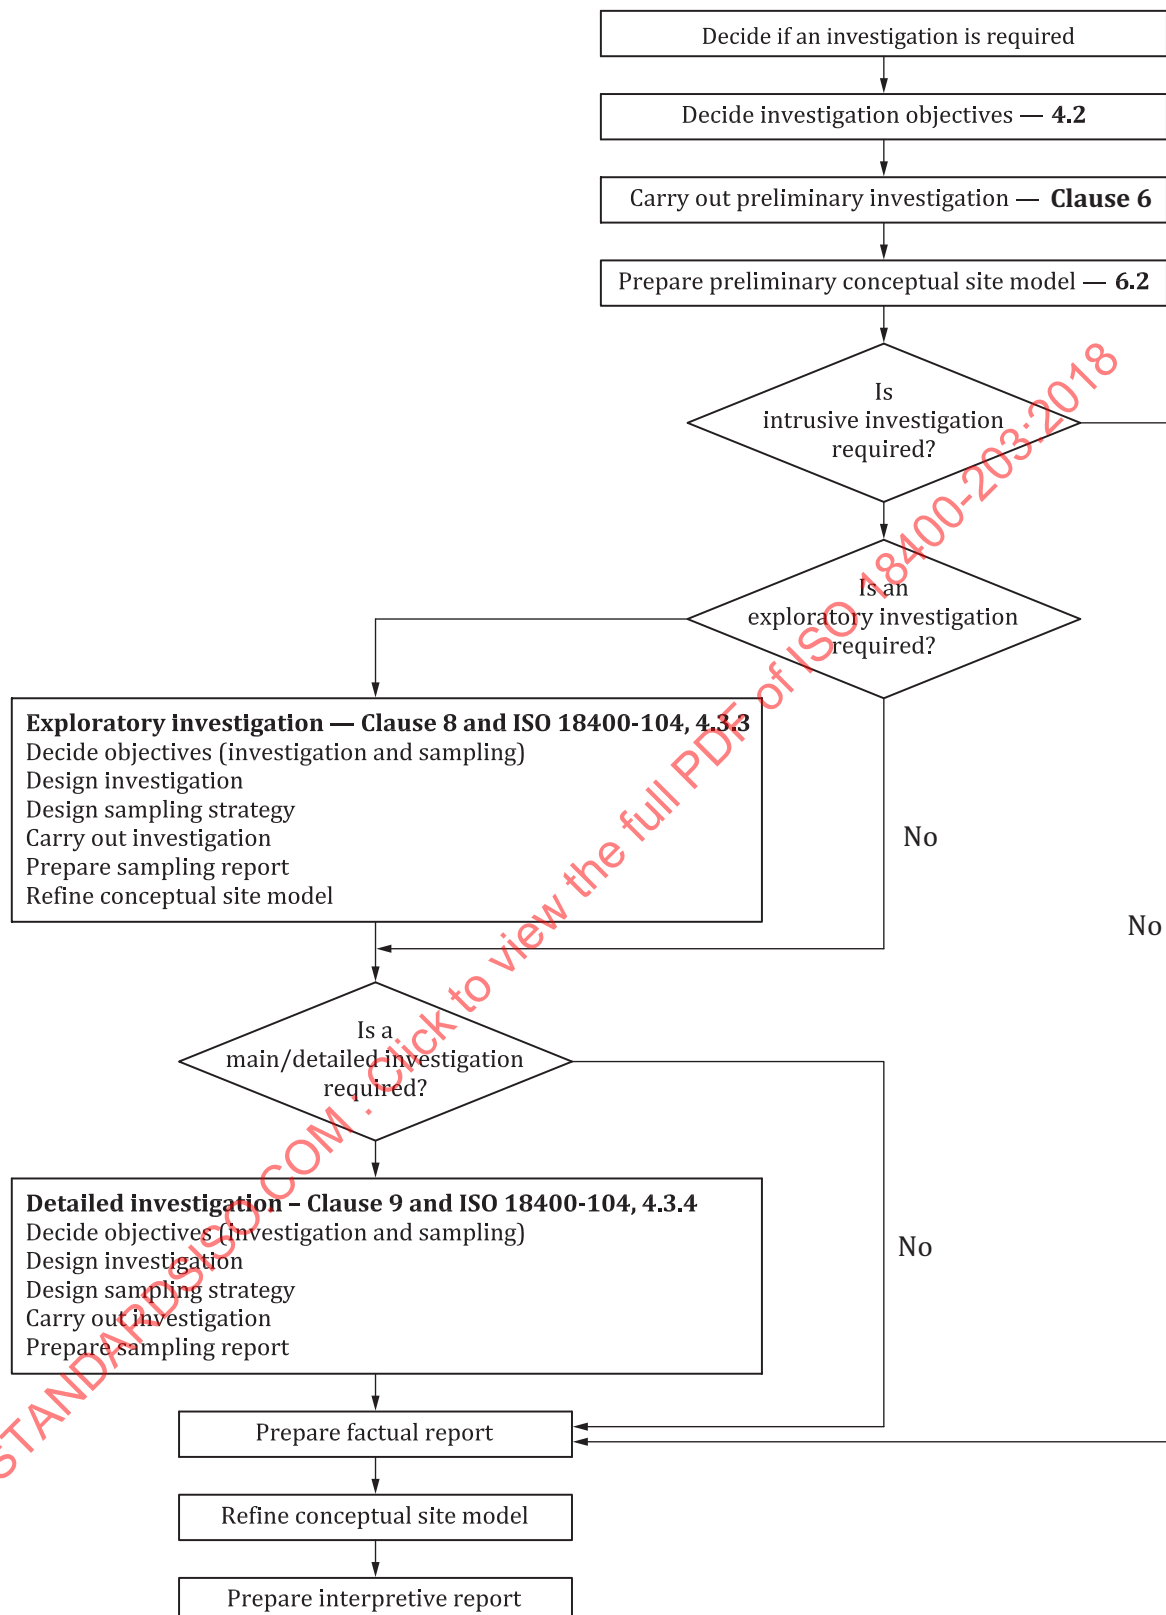 Decide if an investigation is required
Decide investigation objectives — 4.2
Carry out preliminary investigation — Clause 6
Prepare preliminary conceptual site model — 6.2
Is
intrusive investigation
required?
Is an
exploratory investigation
required?
Exploratory investigation — Clause 8 and ISO 18400-104, 4.3.3
Decide objectives (investigation and sampling)
Design investigation
Design sampling strategy
Carry out investigation
Prepare sampling report
Refine conceptual site model
No
No
Is a
main/detailed investigation
required?
Detailed investigation – Clause 9 and ISO 18400-104, 4.3.4
Decide objectives (investigation and sampling)
Design investigation
Design sampling strategy
Carry out investigation
Prepare sampling report
No
Prepare factual report
Refine conceptual site model
Prepare interpretive report
STANDARDSISO.COM : Click to view the full PDF of ISO 18400-203:2018